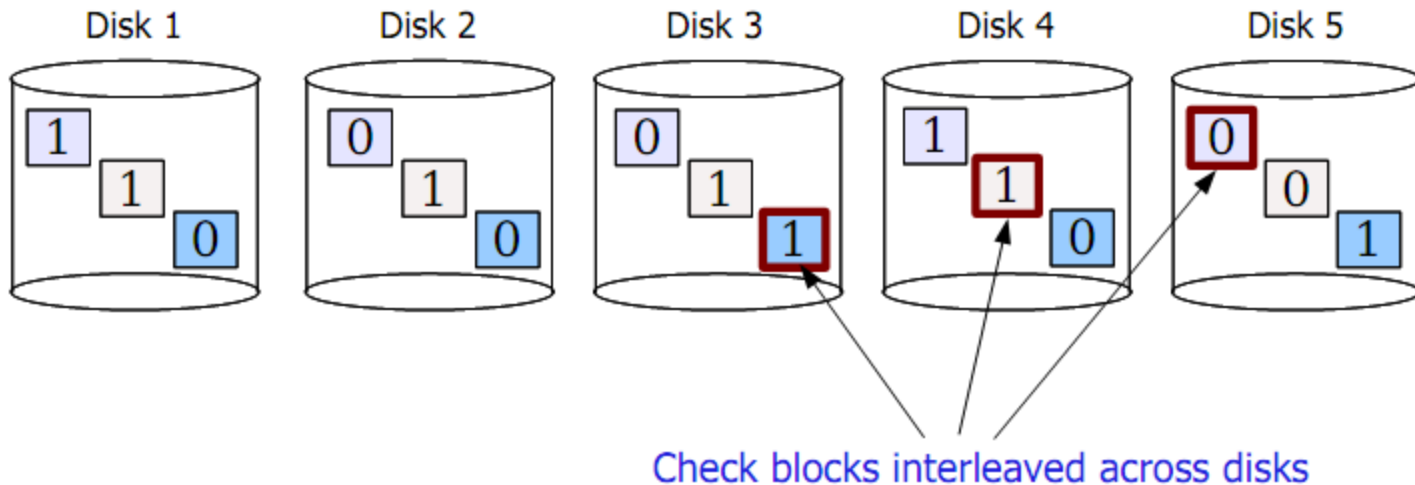 Disk 1 Disk 2 Disk 3 Disk 4 Disk 5
1 0 0 1 0
1 1 1 1 0
0 0 1 0 1
Check blocks interleaved across disks